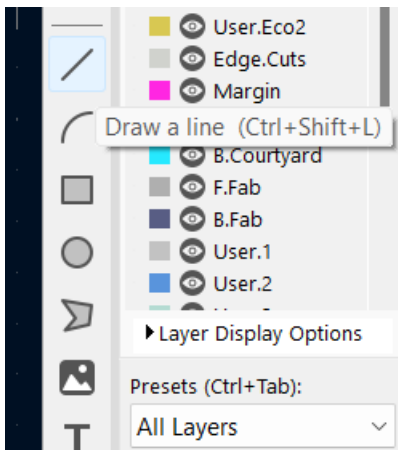 User.Eco2
Edge.Cuts
Margin
Draw a line (Ctrl+Shift+L)
B.Courtyard
F.Fab
B.Fab
User.1
User.2
Layer Display Options
Presets (Ctrl+Tab):
All Layers
T